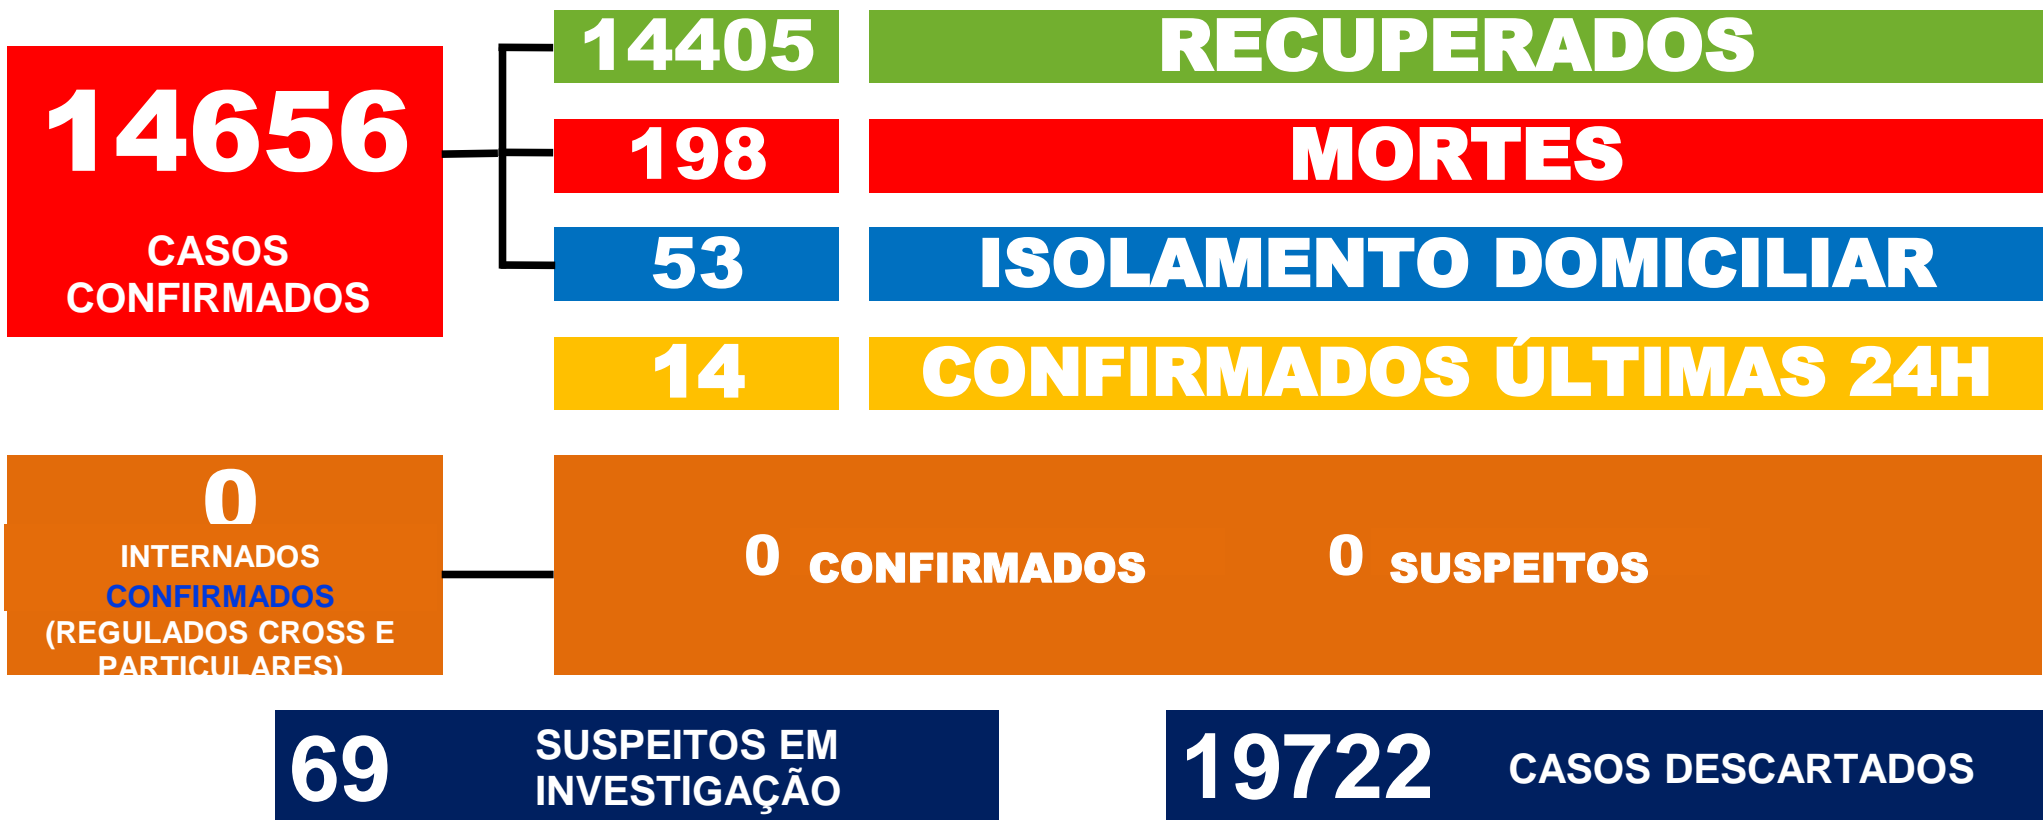 14656
CASOS
CONFIRMADOS
14405 RECUPERADOS
198 MORTES
53 ISOLAMENTO DOMICILIAR
14 CONFIRMADOS ÚLTIMAS 24H
0
INTERNADOS
CONFIRMADOS
(REGULADOS CROSS E
PARTICULARES)
0 CONFIRMADOS 0 SUSPEITOS
69 SUSPEITOS EM
INVESTIGAÇÃO
19722 CASOS DESCARTADOS